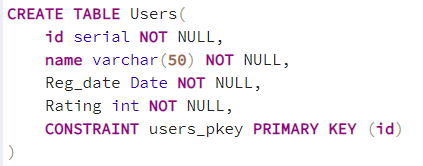 CREATE TABLE Users(
    id serial NOT NULL,
    name varchar(50) NOT NULL,
    Reg_date Date NOT NULL,
    Rating int NOT NULL,
    CONSTRAINT users_pkey PRIMARY KEY (id)
)